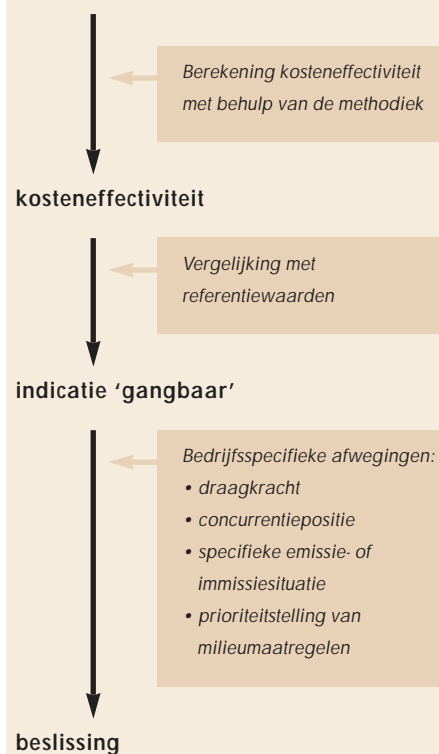 Berekening kosteneffectiviteit
met behulp van de methodiek
kosteneffectiviteit
Vergelijking met
referentiewaarden
indicatie ‘gangbaar’
Bedrijfsspecifieke afwegingen:
• draagkracht
• concurrentiepositie
• specifieke emissie- of
immissiesituatie
• prioriteitstelling van
milieumaatregelen
beslissing